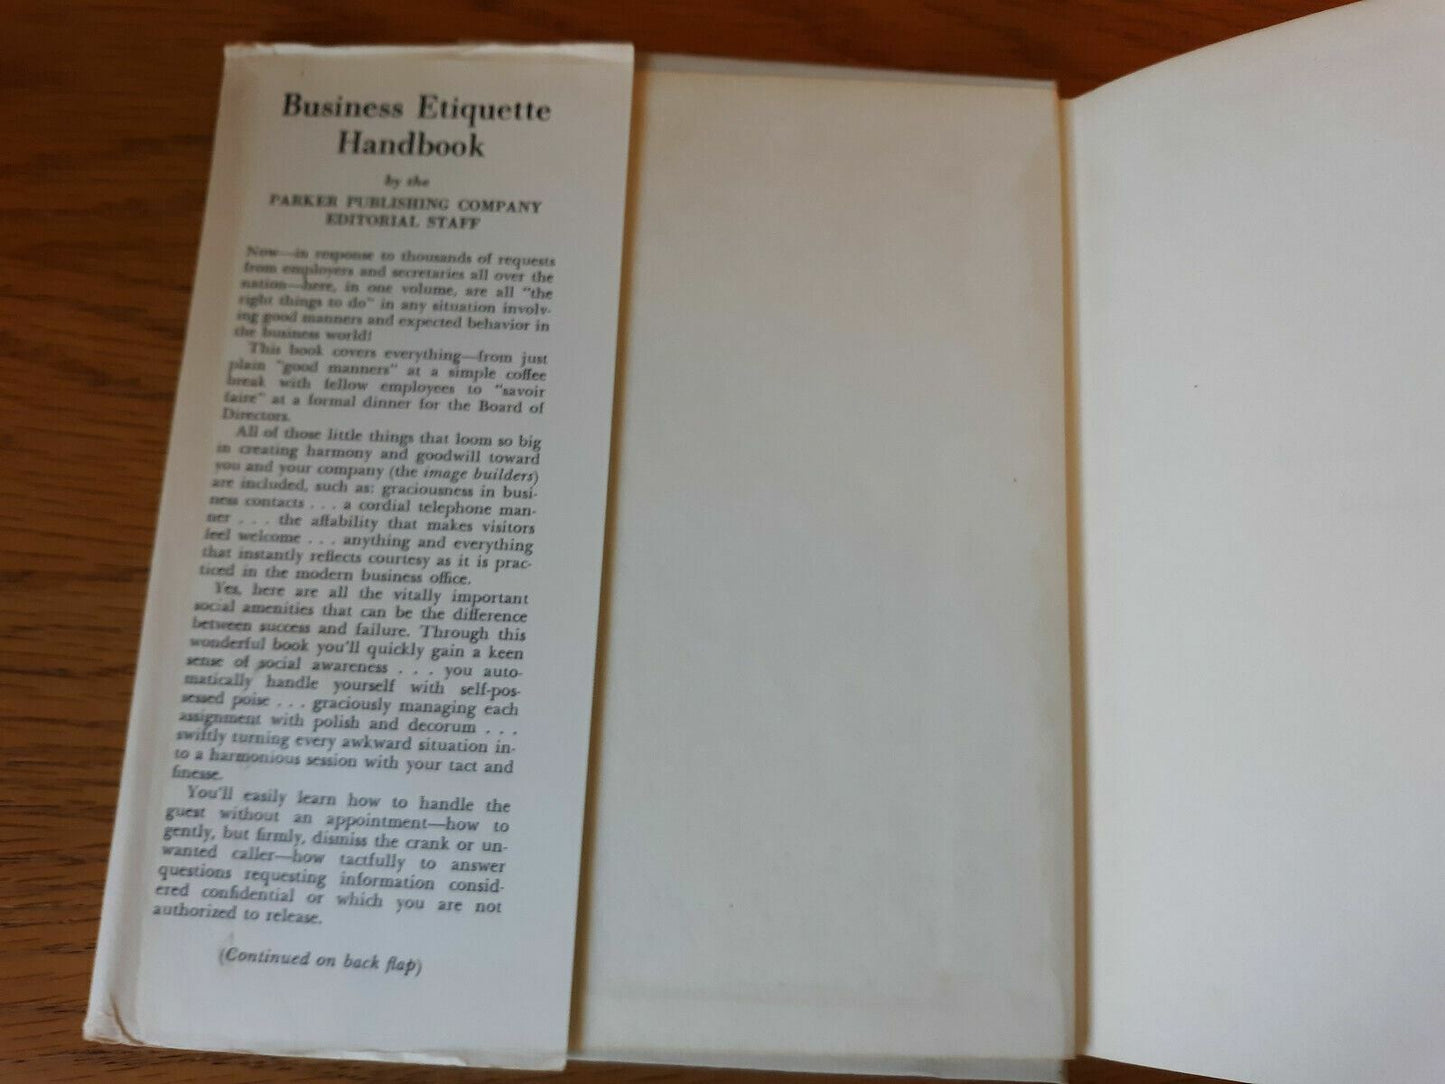 Business Etiquette
Handbook
by the
PARKER PUBLISHING COMPANY
EDITORIAL STAFF
Now—in response to thousands of requests
from employers and secretaries all over the
nation—here, in one volume, are all "the
right things to do" in any situation involv-
ing good manners and expected behavior in
the business world!
This book covers everything—from just
plain "good manners" at a simple coffee
break with fellow employees to "savoir
faire" at a formal dinner for the Board of
Directors.
All of those little things that loom so big
in creating harmony and goodwill toward
you and your company (the image builders)
are included, such as: graciousness in busi-
ness contacts . . . a cordial telephone man-
ner . . . the affability that makes visitors
feel welcome . . . anything and everything
that instantly reflects courtesy as it is prac-
ticed in the modern business office.
Yes, here are all the vitally important
social amenities that can be the difference
between success and failure. Through this
wonderful book you'll quickly gain a keen
sense of social awareness . . . you auto-
matically handle yourself with self-pos-
sessed poise . . . graciously managing each
assignment with polish and decorum . . .
swiftly turning every awkward situation in-
to a harmonious session with your tact and
finesse.
You'll easily learn how to handle the
guest without an appointment—how to
gently, but firmly, dismiss the crank or un-
wanted caller—how tactfully to answer
questions requesting information consid-
ered confidential or which you are not
authorized to release.
(Continued on back flap)